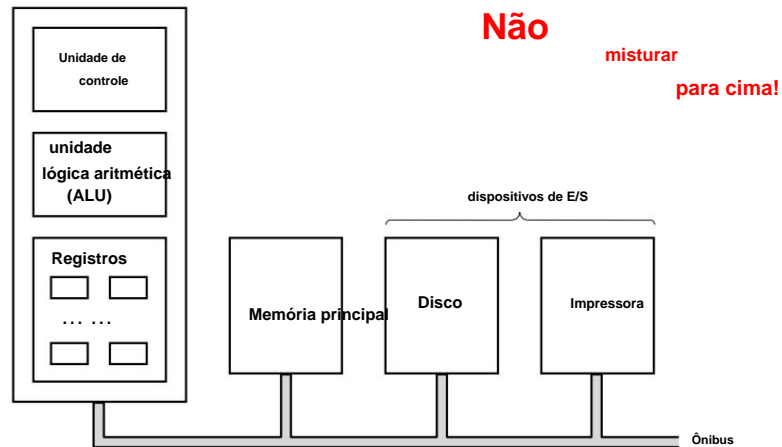 Não
misturar
para cima!
Unidade de
controle
unidade
lógica aritmética
(ALU)
dispositivos de E/S
Registros
... ...
Memória principal
Disco
Impressora
Ônibus